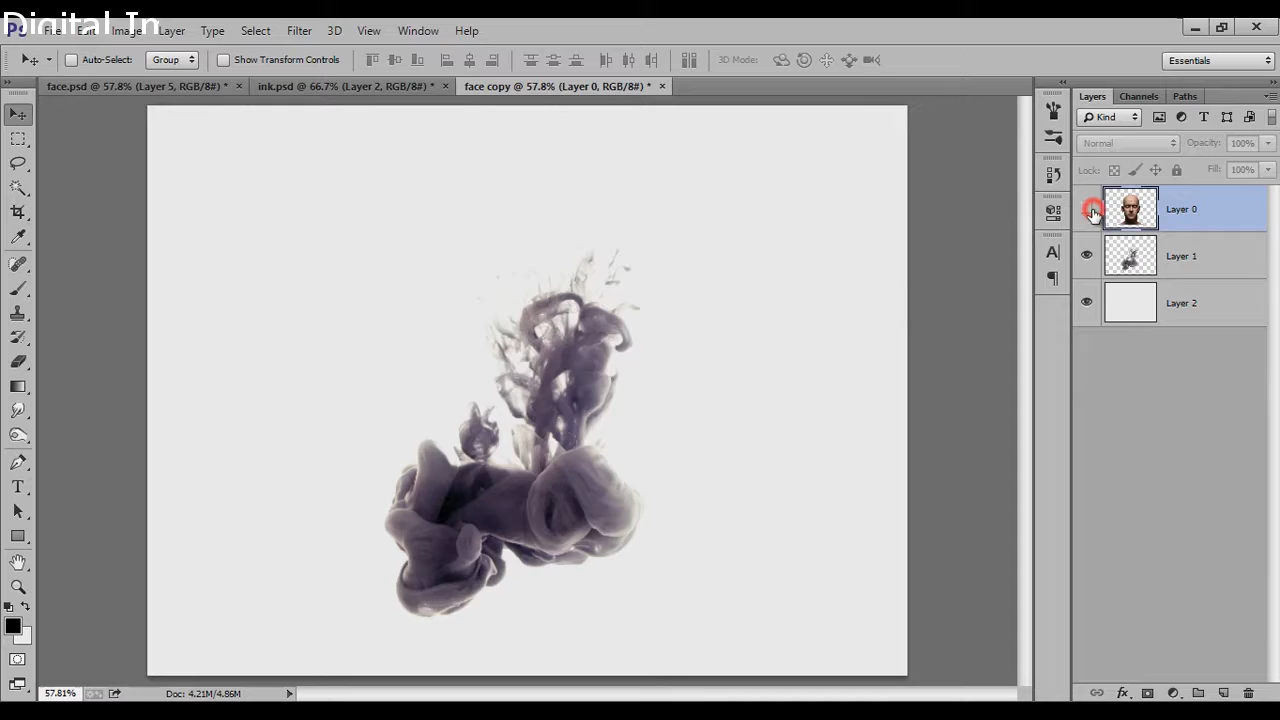 Digital In
Ps File Edit Image Layer Type Select Filter 3D View Window Help
Auto-Select: Group Show Transform Controls 3D Mode: Essentials
face.psd @ 57.8% (Layer 5, RGB/8#) * × ink.psd @ 66.7% (Layer 2, RGB/8#) * × face copy @ 57.8% (Layer 0, RGB/8#) * ×
Layers Channels Paths
Kind
Normal Opacity: 100%
Lock: Fill: 100%
Layer 0
Layer 1
Layer 2
57.81% Doc: 4.21M/4.86M